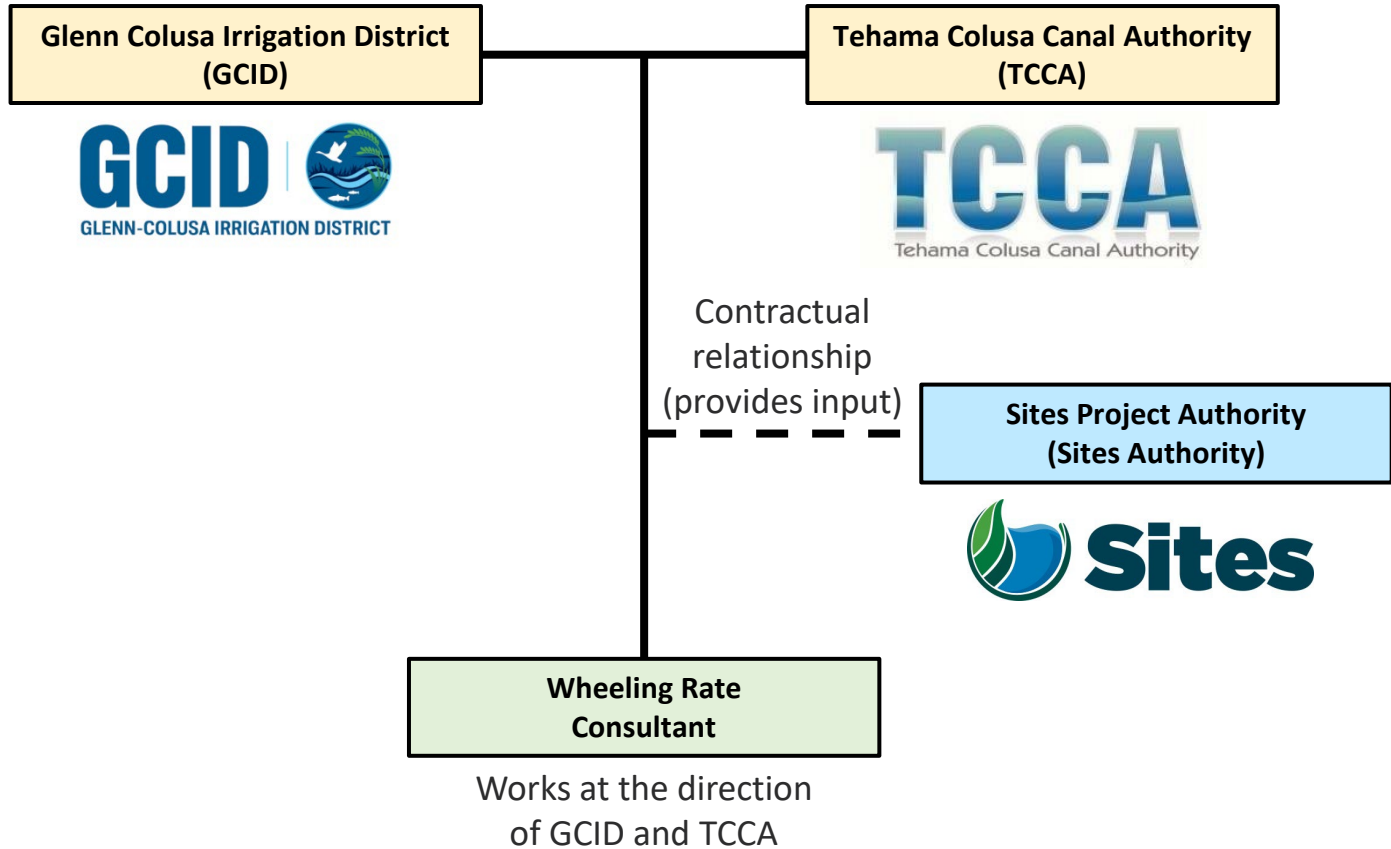 Glenn Colusa Irrigation District
(GCID)
Tehama Colusa Canal Authority
(TCCA)
GCID
GLENN-COLUSA IRRIGATION DISTRICT
TCCA
Tehama Colusa Canal Authority
Contractual
relationship
(provides input)
Sites Project Authority
(Sites Authority)
Sites
Wheeling Rate
Consultant
Works at the direction
of GCID and TCCA